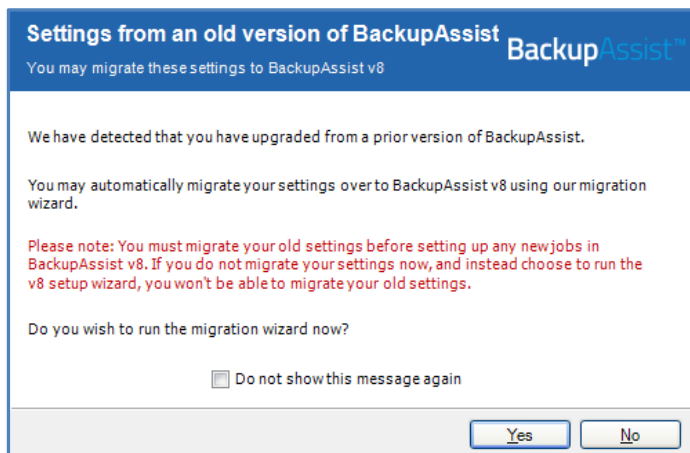 Settings from an old version of BackupAssist
BackupAssist™
You may migrate these settings to BackupAssist v8
We have detected that you have upgraded from a prior version of BackupAssist.
You may automatically migrate your settings over to BackupAssist v8 using our migration
wizard.
Please note: You must migrate your old settings before setting up any new jobs in
BackupAssist v8. If you do not migrate your settings now, and instead choose to run the
v8 setup wizard, you won't be able to migrate your old settings.
Do you wish to run the migration wizard now?
Do not show this message again
Yes No